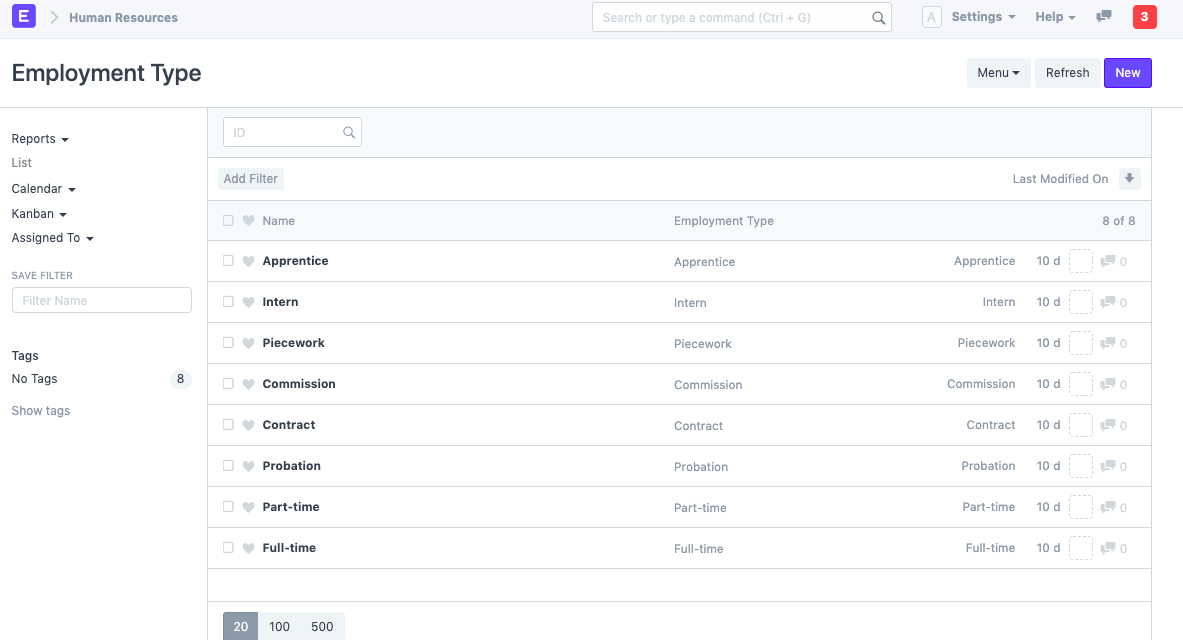 E Human Resources Search or type a command (Ctrl + G) A Settings Help 3
Employment Type Menu Refresh New
Reports
List
Calendar
Kanban
Assigned To
SAVE FILTER
Filter Name
Tags
No Tags 8
Show tags
ID
Add Filter Last Modified On
Name Employment Type 8 of 8
Apprentice Apprentice Apprentice 10 d 0
Intern Intern Intern 10 d 0
Piecework Piecework Piecework 10 d 0
Commission Commission Commission 10 d 0
Contract Contract Contract 10 d 0
Probation Probation Probation 10 d 0
Part-time Part-time Part-time 10 d 0
Full-time Full-time Full-time 10 d 0
20 100 500